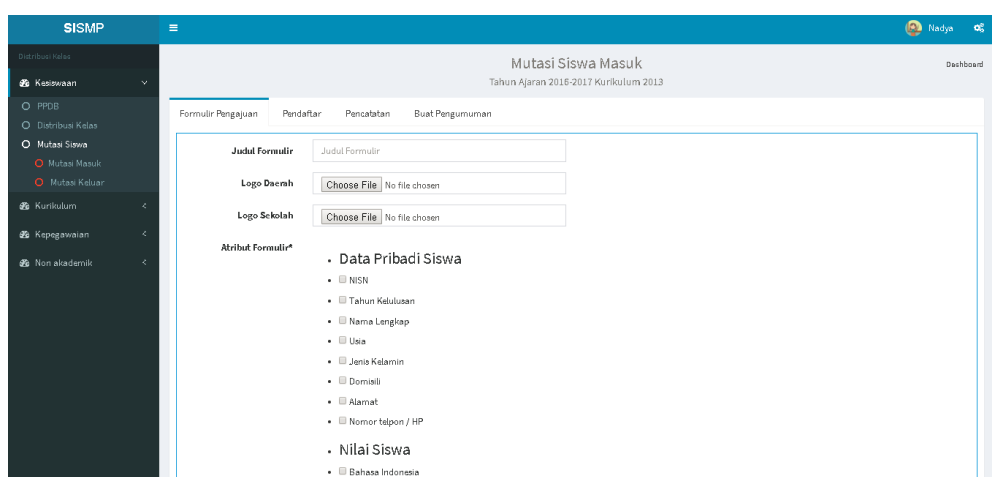 SISMP
Nadya
Distribusi Kelas
Kesiswaan
PPDB
Distribusi Kelas
Mutasi Siswa
Mutasi Masuk
Mutasi Keluar
Kurikulum
Kepegawaian
Non akademik
Mutasi Siswa Masuk
Tahun Ajaran 2016-2017 Kurikulum 2013
Dashboard
Formulir Pengajuan Pendaftar Pencatatan Buat Pengumuman
Judul Formulir Judul Formulir
Logo Daerah Choose File No file chosen
Logo Sekolah Choose File No file chosen
Atribut Formulir*
Data Pribadi Siswa
NISN
Tahun Kelulusan
Nama Lengkap
Usia
Jenis Kelamin
Domisili
Alamat
Nomor telpon / HP
Nilai Siswa
Bahasa Indonesia